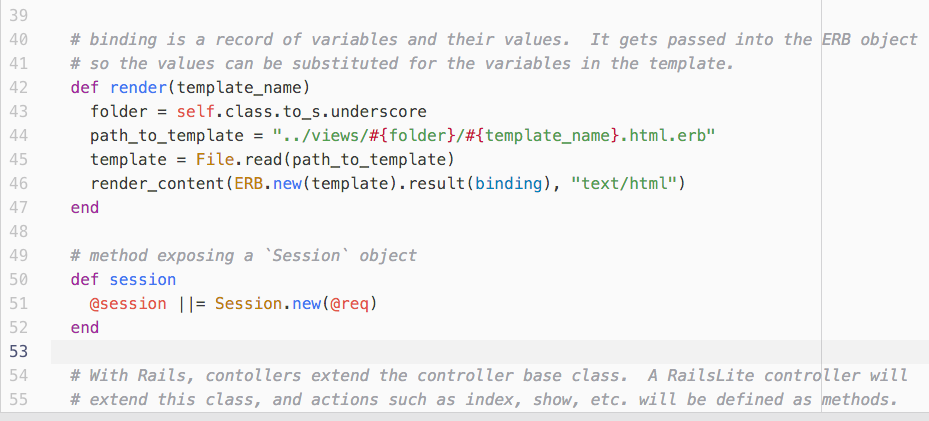 39
40 # binding is a record of variables and their values.  It gets passed into the ERB object
41 # so the values can be substituted for the variables in the template.
42 def render(template_name)
43   folder = self.class.to_s.underscore
44   path_to_template = "../views/#{folder}/#{template_name}.html.erb"
45   template = File.read(path_to_template)
46   render_content(ERB.new(template).result(binding), "text/html")
47 end
48
49 # method exposing a `Session` object
50 def session
51   @session ||= Session.new(@req)
52 end
53
54 # With Rails, contollers extend the controller base class.  A RailsLite controller will
55 # extend this class, and actions such as index, show, etc. will be defined as methods.